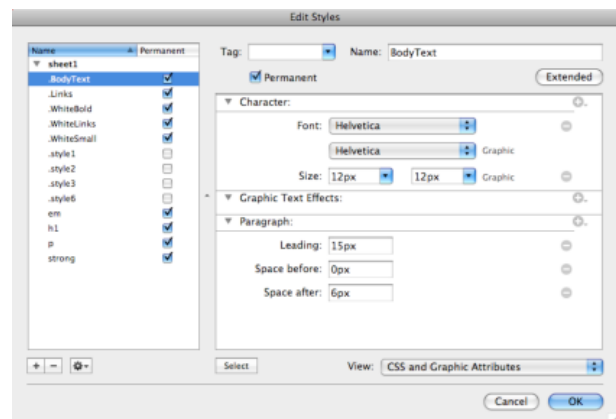 Edit Styles
Name Permanent
sheet1
.BodyText
.Links
.WhiteBold
.WhiteLinks
.WhiteSmall
.style1
.style2
.style3
.style6
em
h1
p
strong
Tag: Name: BodyText
Permanent Extended
Character:
Font: Helvetica
Helvetica Graphic
Size: 12px 12px Graphic
Graphic Text Effects:
Paragraph:
Leading: 15px
Space before: 0px
Space after: 6px
Select View: CSS and Graphic Attributes
Cancel OK